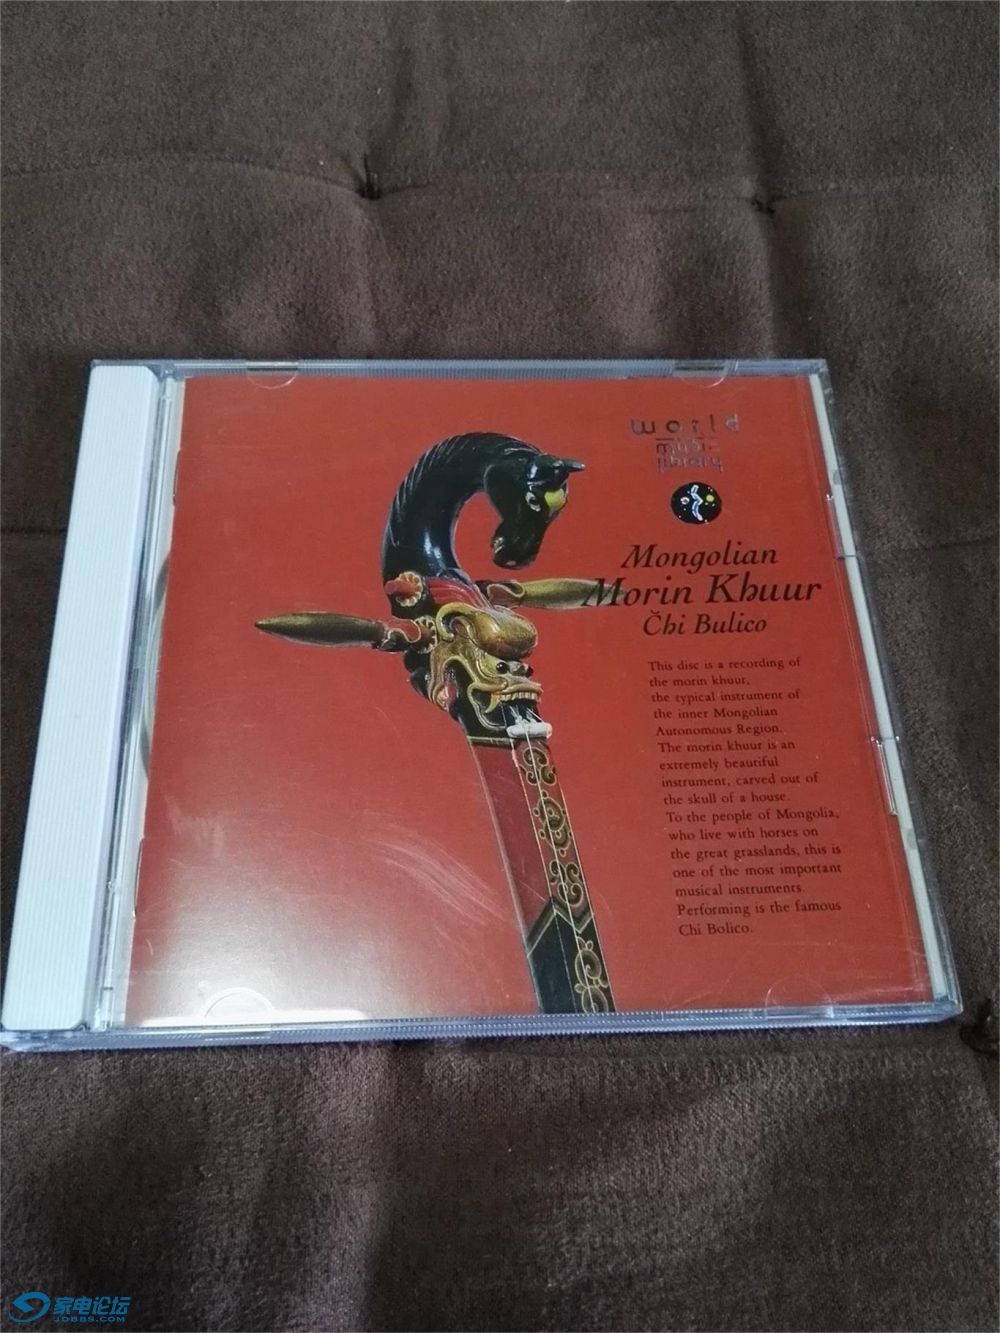 world
music
library
Mongolian
Morin Khuur
Čhi Bulico
This disc is a recording of
the morin khuur,
the typical instrument of
the inner Mongolian
Autonomous Region.
The morin khuur is an
extremely beautiful
instrument, carved out of
the skull of a house.
To the people of Mongolia,
who live with horses on
the great grasslands, this is
one of the most important
musical instruments.
Performing is the famous
Chi Bolico.
家电论坛
JDBBS.COM